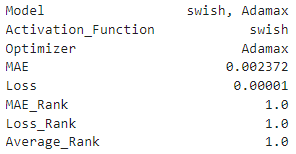 Model swish, Adamax
Activation_Function swish
Optimizer Adamax
MAE 0.002372
Loss 0.00001
MAE_Rank 1.0
Loss_Rank 1.0
Average_Rank 1.0